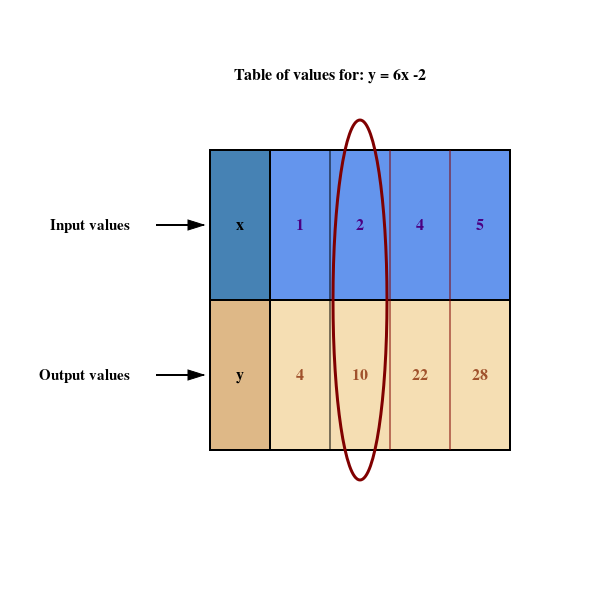 Table of values for: y = 6x -2
Input values x 1 2 4 5
Output values y 4 10 22 28